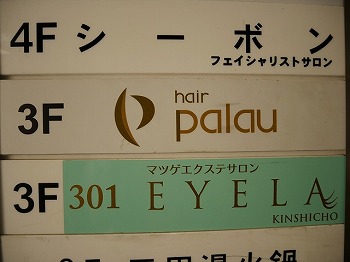 4F シーボン
フェイシャリストサロン
3F hair
palau
マツゲエクステサロン
3F 301 EYELA
KINSHICHO